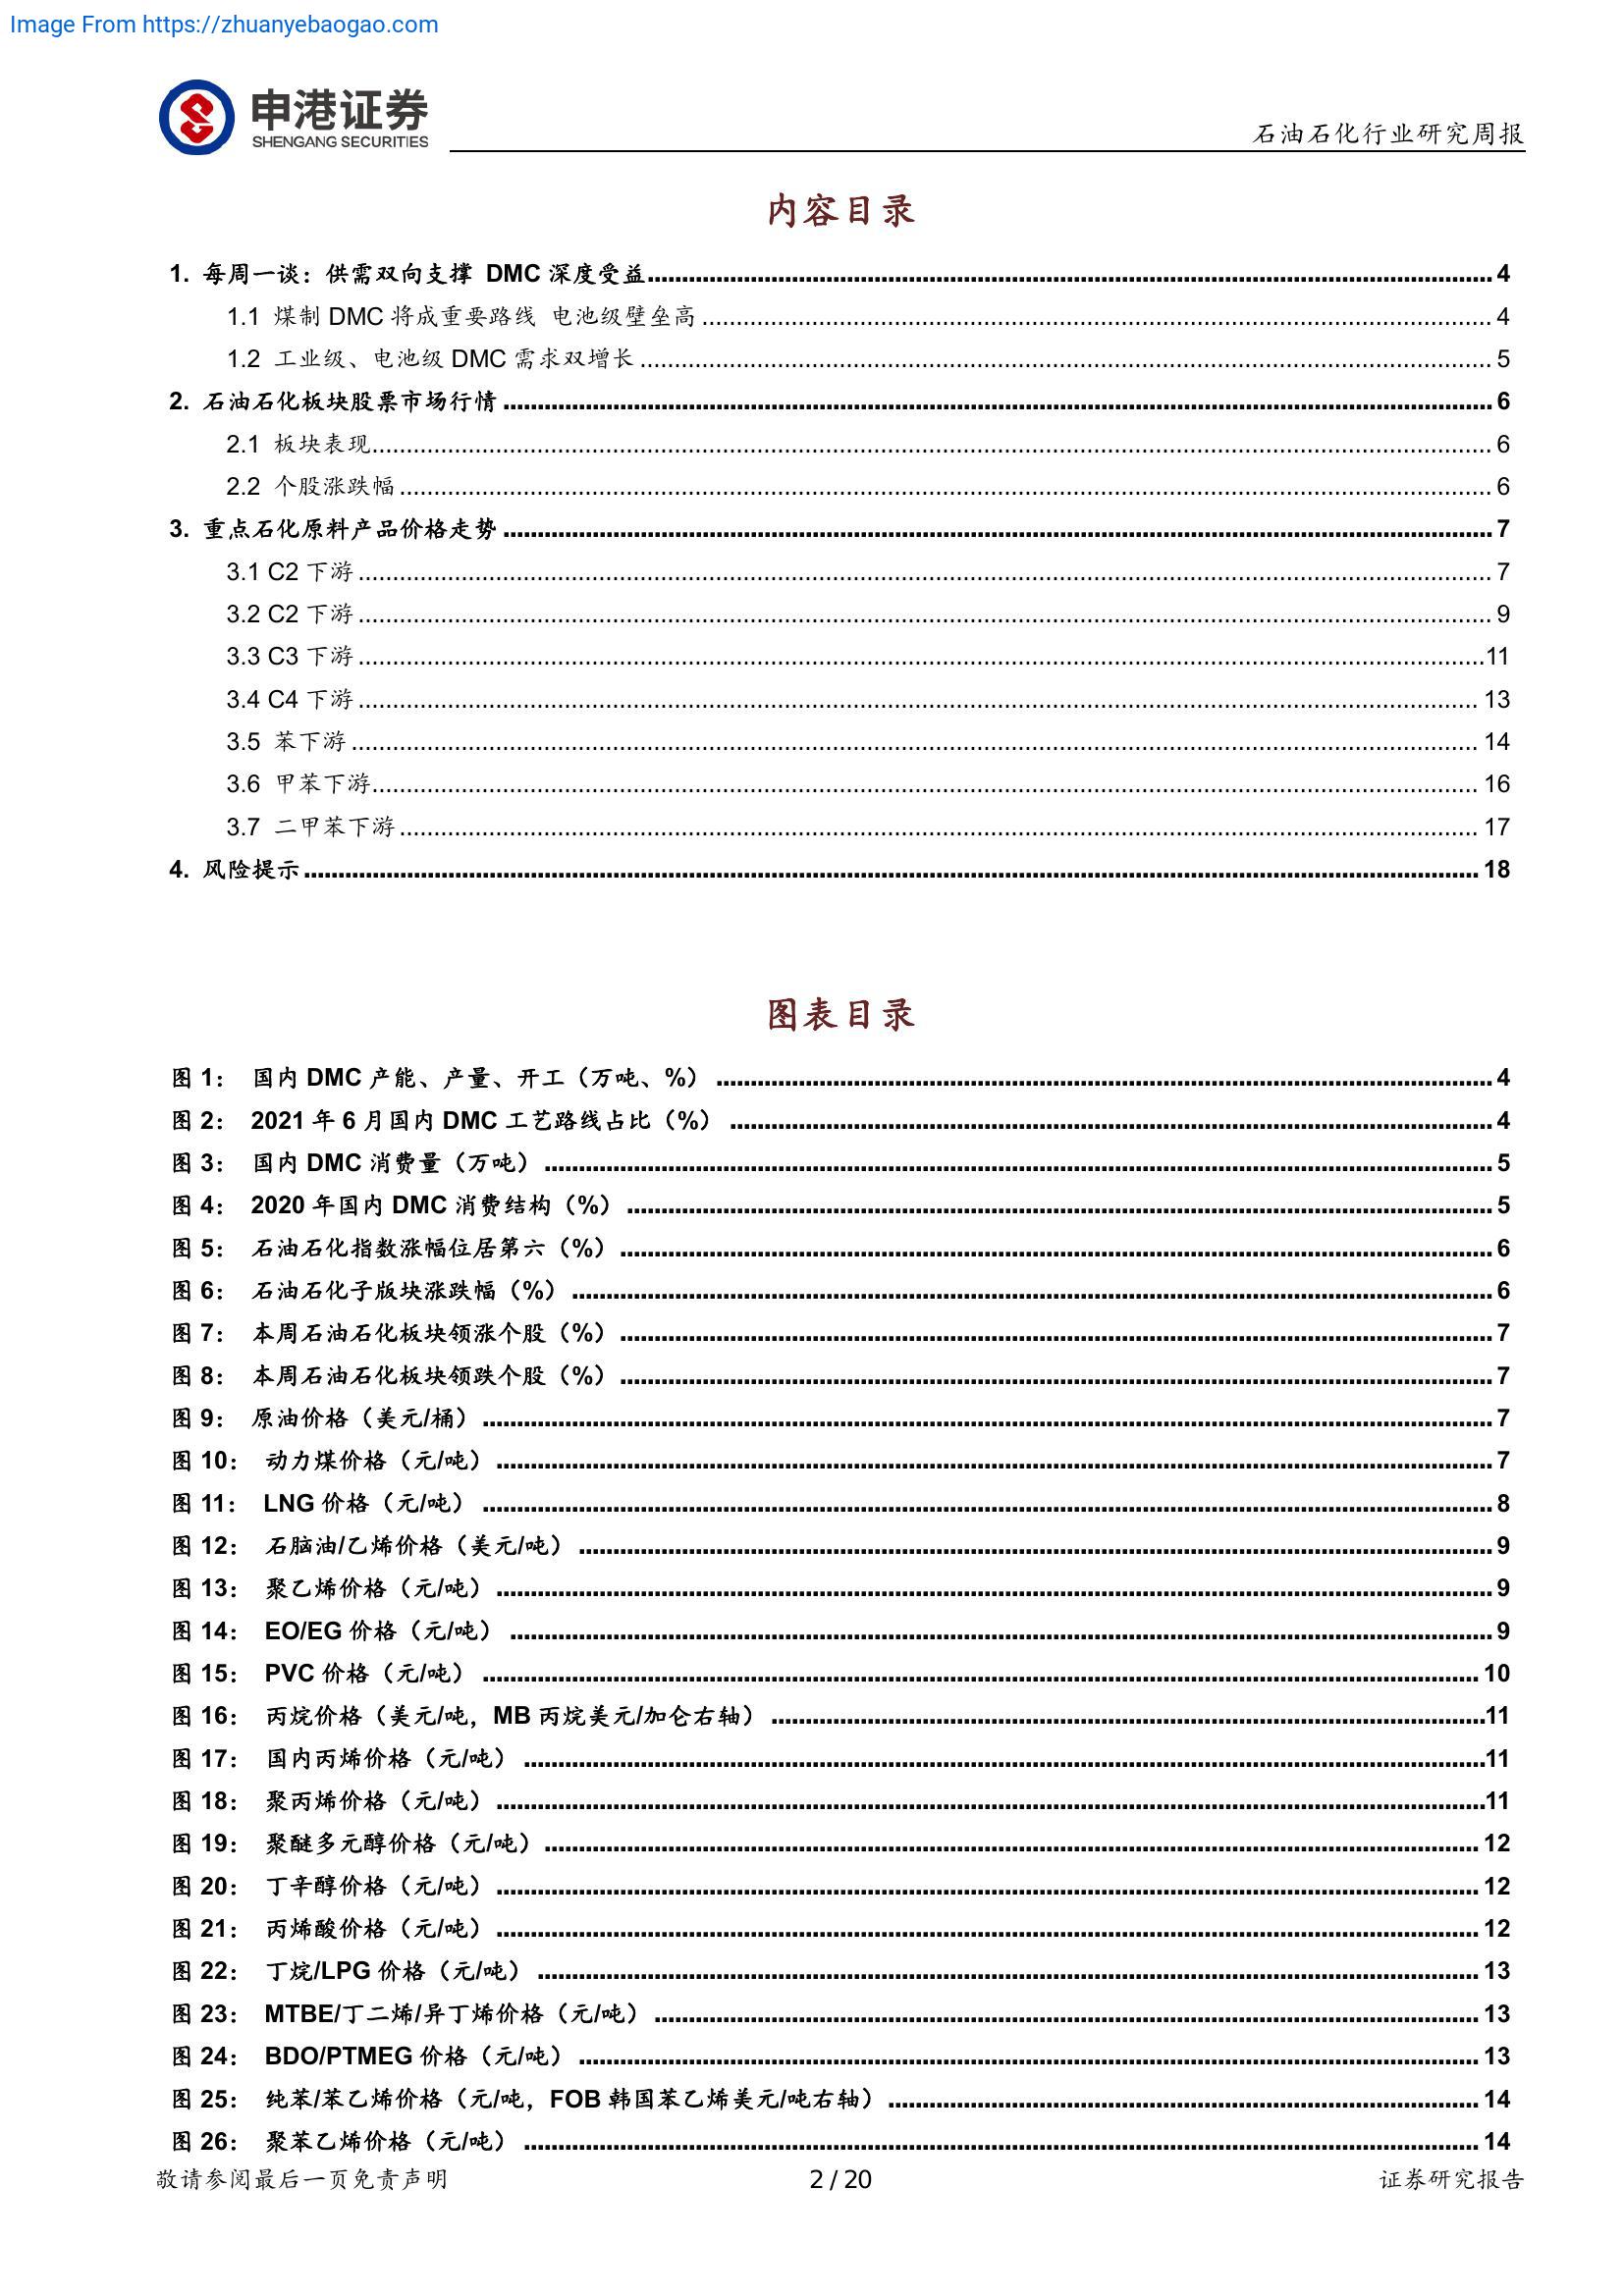 Image From https://zhuanyebaogao.com
申港证券
SHENGANG SECURITIES
石油石化行业研究周报
内容目录
1. 每周一谈：供需双向支撑 DMC 深度受益 4
1.1 煤制 DMC 将成重要路线 电池级壁垒高 4
1.2 工业级、电池级 DMC 需求双增长 5
2. 石油石化板块股票市场行情 6
2.1 板块表现 6
2.2 个股涨跌幅 6
3. 重点石化原料产品价格走势 7
3.1 C2 下游 7
3.2 C2 下游 9
3.3 C3 下游 11
3.4 C4 下游 13
3.5 苯下游 14
3.6 甲苯下游 16
3.7 二甲苯下游 17
4. 风险提示 18
图表目录
图 1： 国内 DMC 产能、产量、开工（万吨、%） 4
图 2： 2021 年 6 月国内 DMC 工艺路线占比（%） 4
图 3： 国内 DMC 消费量（万吨） 5
图 4： 2020 年国内 DMC 消费结构（%） 5
图 5： 石油石化指数涨幅位居第六（%） 6
图 6： 石油石化子版块涨跌幅（%） 6
图 7： 本周石油石化板块领涨个股（%） 7
图 8： 本周石油石化板块领跌个股（%） 7
图 9： 原油价格（美元/桶） 7
图 10： 动力煤价格（元/吨） 7
图 11： LNG 价格（元/吨） 8
图 12： 石脑油/乙烯价格（美元/吨） 9
图 13： 聚乙烯价格（元/吨） 9
图 14： EO/EG 价格（元/吨） 9
图 15： PVC 价格（元/吨） 10
图 16： 丙烷价格（美元/吨，MB 丙烷美元/加仑右轴） 11
图 17： 国内丙烯价格（元/吨） 11
图 18： 聚丙烯价格（元/吨） 11
图 19： 聚醚多元醇价格（元/吨） 12
图 20： 丁辛醇价格（元/吨） 12
图 21： 丙烯酸价格（元/吨） 12
图 22： 丁烷/LPG 价格（元/吨） 13
图 23： MTBE/丁二烯/异丁烯价格（元/吨） 13
图 24： BDO/PTMEG 价格（元/吨） 13
图 25： 纯苯/苯乙烯价格（元/吨，FOB 韩国苯乙烯美元/吨右轴） 14
图 26： 聚苯乙烯价格（元/吨） 14
敬请参阅最后一页免责声明 2 / 20 证券研究报告